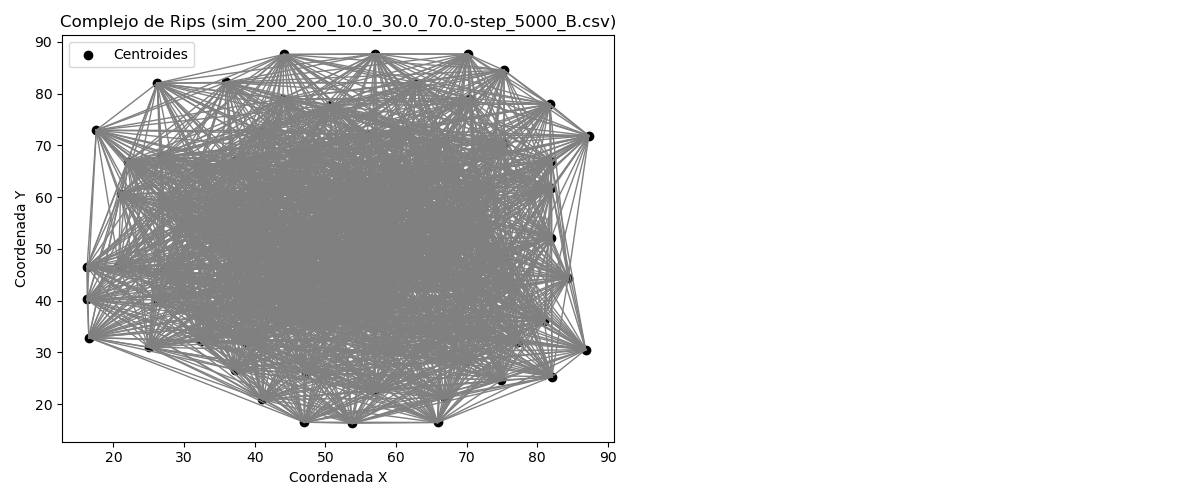 Complejo de Rips (sim_200_200_10.0_30.0_70.0-step_5000_B.csv)
Centroides
90
80
70
60
50
40
30
20
Coordenada Y
20 30 40 50 60 70 80 90
Coordenada X